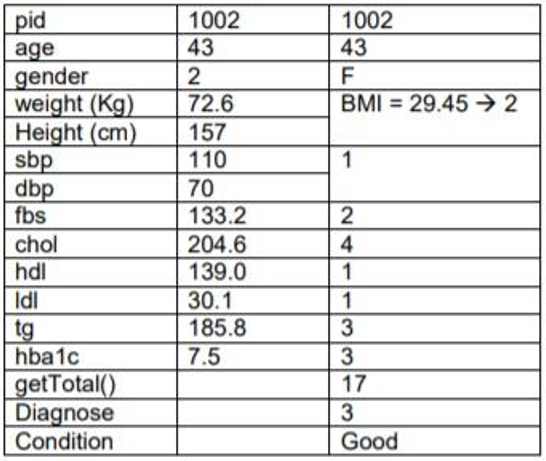 pid 1002 1002
age 43 43
gender 2 F
weight (Kg) 72.6 BMI = 29.45 → 2
Height (cm) 157
sbp 110 1
dbp 70
fbs 133.2 2
chol 204.6 4
hdl 139.0 1
ldl 30.1 1
tg 185.8 3
hba1c 7.5 3
getTotal() 17
Diagnose 3
Condition Good